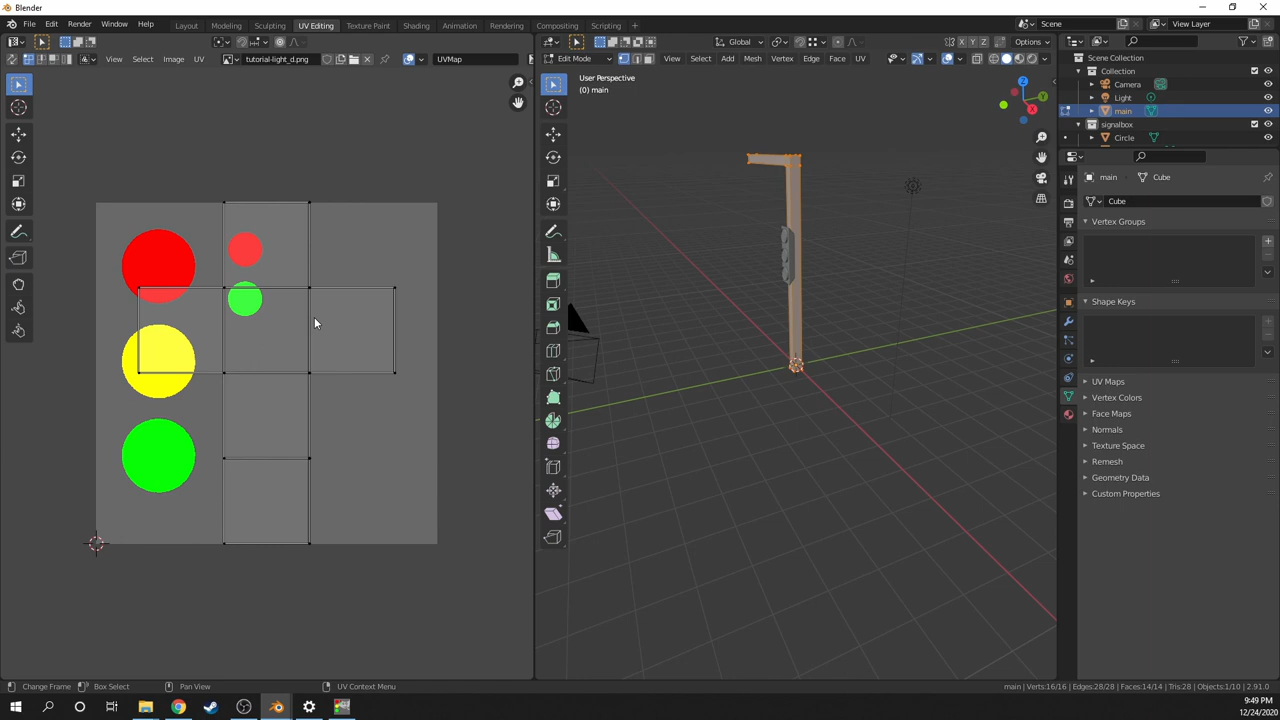 Blender
File Edit Render Window Help Layout Modeling Sculpting UV Editing Texture Paint Shading Animation Rendering Compositing Scripting + Scene View Layer
Global Options X Y Z
View Select Image UV tutorial-light_d.png UVMap Edit Mode View Select Add Mesh Vertex Edges Face UV
User Perspective
(0) main
Scene Collection
Collection
Camera
Light
main
signalbox
Circle
main Cube
Cube
Vertex Groups
Shape Keys
UV Maps
Vertex Colors
Face Maps
Normals
Texture Space
Remesh
Geometry Data
Custom Properties
Z Y X
Change Frame Box Select Pan View UV Context Menu main | Verts:16/16 | Edges:28/28 | Faces:14/14 | Tris:28 | Objects:1/10 | 2.91.0
9:49 PM
12/24/2020